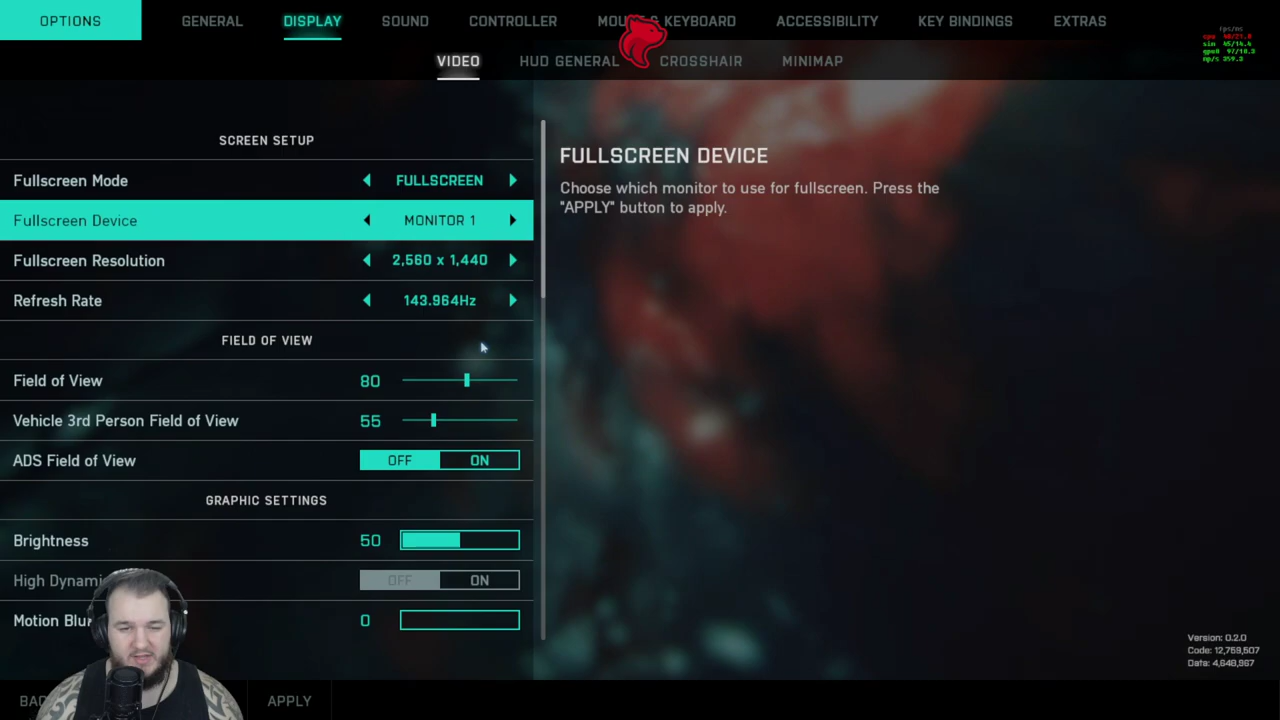 OPTIONS
GENERAL
DISPLAY
SOUND
CONTROLLER
KEYBOARD
ACCESSIBILITY
KEY BINDINGS
EXTRAS
VIDEO
HUD GENERAL
CROSSHAIR
MINIMAP
SCREEN SETUP
Fullscreen Mode FULLSCREEN
Fullscreen Device MONITOR 1
Fullscreen Resolution 2,560 x 1,440
Refresh Rate 143.964Hz
FIELD OF VIEW
Field of View 80
Vehicle 3rd Person Field of View 55
ADS Field of View OFF ON
GRAPHIC SETTINGS
Brightness 50
High OFF ON
Motion 0
FULLSCREEN DEVICE
Choose which monitor to use for fullscreen. Press the
"APPLY" button to apply.
APPLY
Version: 0.2.0
Code: 12,759,507
Data: 4,648,967